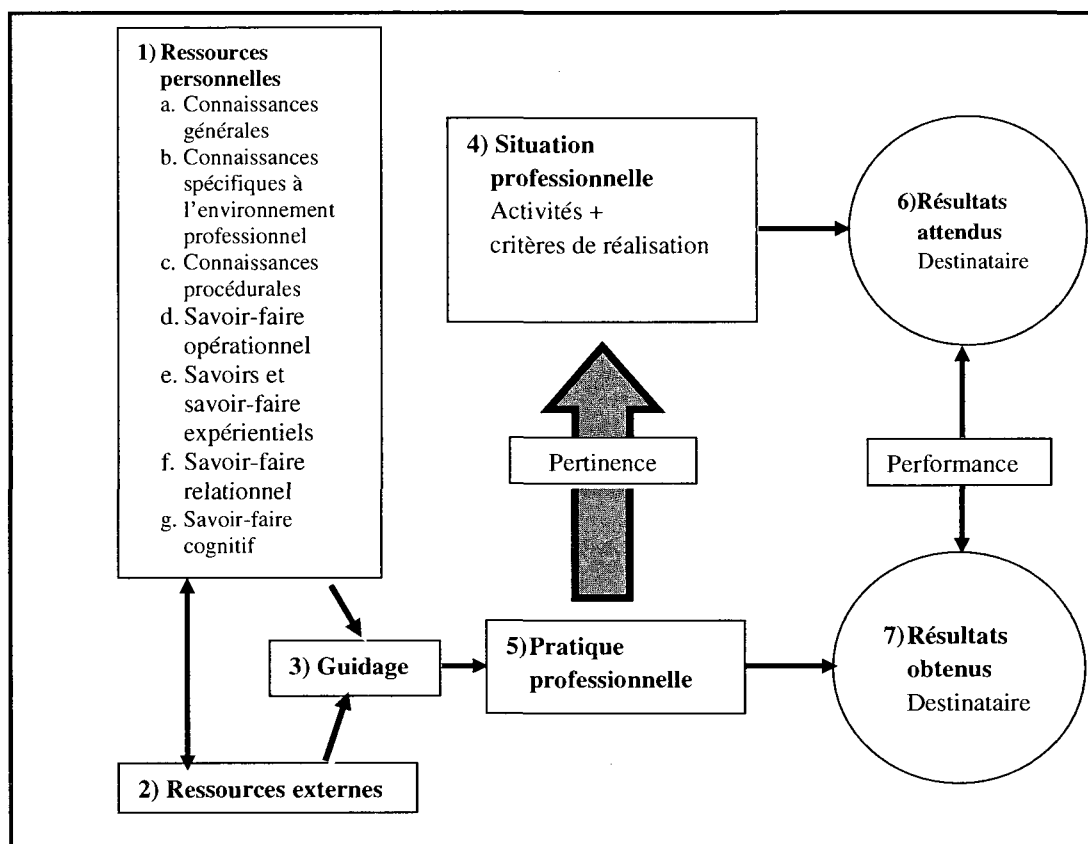 1) Ressources
personnelles
a. Connaissances
générales
b. Connaissances
spécifiques à
l'environnement
professionnel
c. Connaissances
procédurales
d. Savoir-faire
opérationnel
e. Savoirs et
savoir-faire
expérientiels
f. Savoir-faire
relationnel
g. Savoir-faire
cognitif
2) Ressources externes
3) Guidage
4) Situation
professionnelle
Activités +
critères de réalisation
Pertinence
5) Pratique
professionnelle
6) Résultats
attendus
Destinataire
Performance
7) Résultats
obtenus
Destinataire